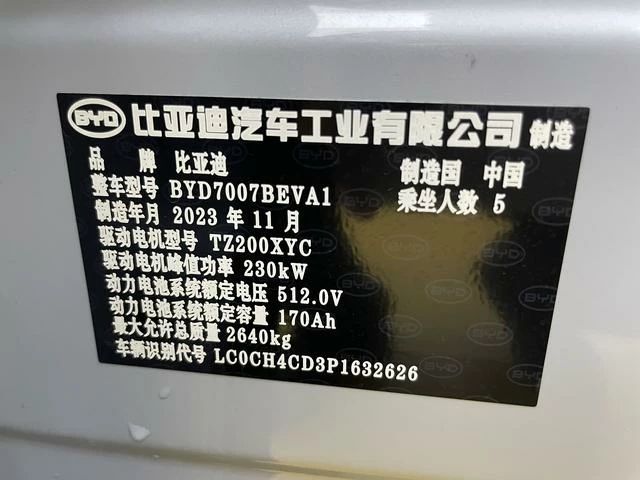 BYD 比亚迪汽车工业有限公司 制造
品 牌 比亚迪 制造国 中国
整车型号 BYD7007BEVA1 乘坐人数 5
制造年月 2023 年 11 月
驱动电机型号 TZ200XYC
驱动电机峰值功率 230kW
动力电池系统额定电压 512.0V
动力电池系统额定容量 170Ah
最大允许总质量 2640kg
车辆识别代号 LC0CH4CD3P1632626